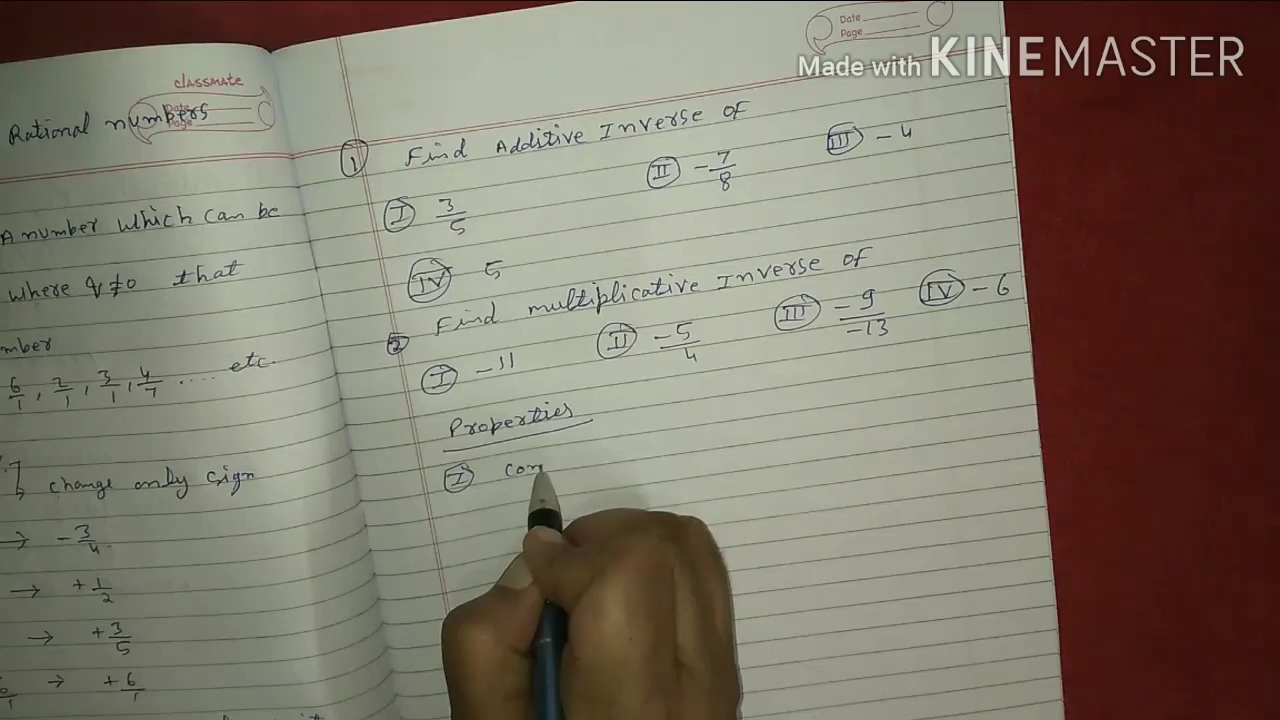 Made with KINEMASTER
classmate
Date
Page
Rational numbers
A number which can be
where q ≠ 0 that
mber
6/1, 2/1, 3/1, 4/7 .... etc.
] change only sign
→ -3/4
→ +1/2
→ +3/5
→ +6/1
Date
Page
① Find Additive Inverse of
Ⓘ 3/5 Ⓘⓘ -7/8 Ⓘⓘⓘ -4
ⒾⓋ 5
② Find multiplicative Inverse of
Ⓘ -11 Ⓘⓘ -5/4 Ⓘⓘⓘ -9/-13 ⒾⓋ -6
Properties
Ⓘ Com